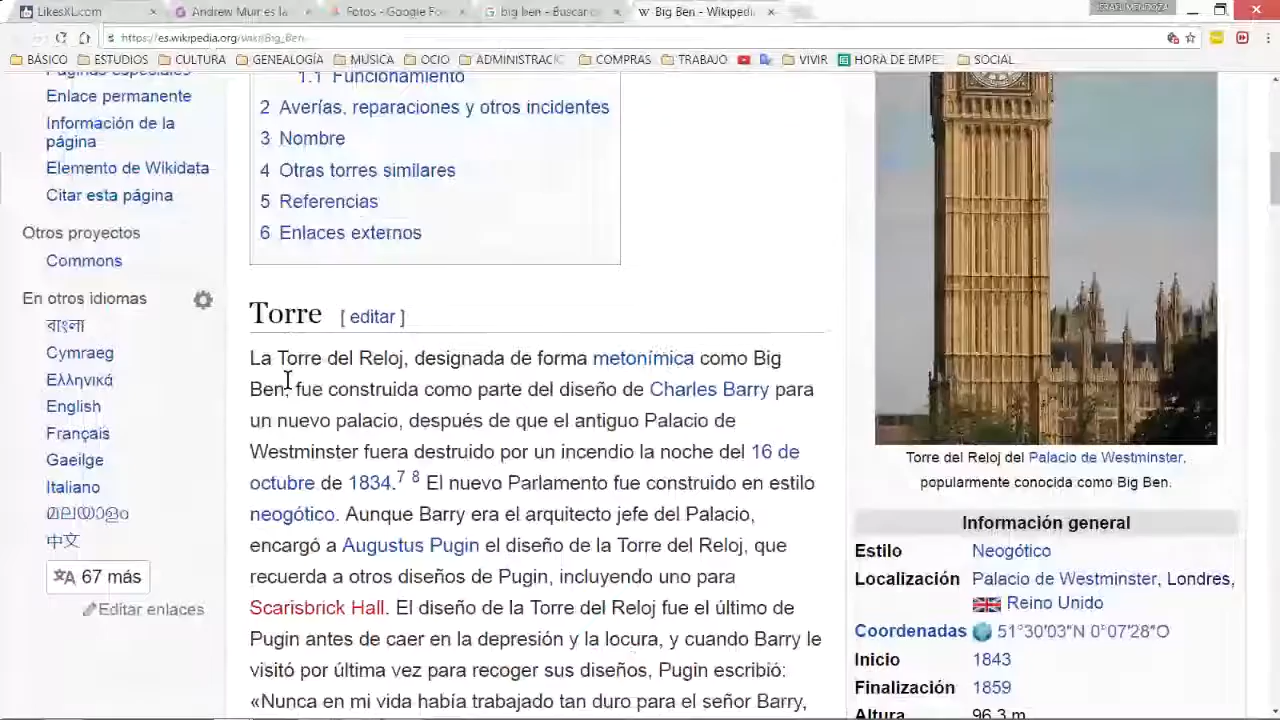 LikesXL.com
Fotos - Google Fo
big ben - Buscar
Big Ben - Wikipedi
https://es.wikipedia.org/wiki/Big_Ben
BÁSICO
ESTUDIOS
CULTURA
GENEALOGÍA
MÚSICA
OCIO
ADMINISTRACIÓ
COMPRAS
TRABAJO
VIVIR
HORA DE EMPE
SOCIAL
Páginas especiales
Enlace permanente
Información de la
página
Elemento de Wikidata
Citar esta página
Otros proyectos
Commons
En otros idiomas
বাংলা
Cymraeg
Ελληνικά
English
Français
Gaeilge
Italiano
മലയാളം
中文
67 más
Editar enlaces
1.1 Funcionamiento
2 Averías, reparaciones y otros incidentes
3 Nombre
4 Otras torres similares
5 Referencias
6 Enlaces externos
Torre [ editar ]
La Torre del Reloj, designada de forma metonímica como Big
Ben, fue construida como parte del diseño de Charles Barry para
un nuevo palacio, después de que el antiguo Palacio de
Westminster fuera destruido por un incendio la noche del 16 de
octubre de 1834.7 8 El nuevo Parlamento fue construido en estilo
neogótico. Aunque Barry era el arquitecto jefe del Palacio,
encargó a Augustus Pugin el diseño de la Torre del Reloj, que
recuerda a otros diseños de Pugin, incluyendo uno para
Scarisbrick Hall. El diseño de la Torre del Reloj fue el último de
Pugin antes de caer en la depresión y la locura, y cuando Barry le
visitó por última vez para recoger sus diseños, Pugin escribió:
«Nunca en mi vida había trabajado tan duro para el señor Barry,
Torre del Reloj del Palacio de Westminster,
popularmente conocida como Big Ben.
Información general
Estilo Neogótico
Localización Palacio de Westminster, Londres,
Reino Unido
Coordenadas 51°30′03″N 0°07′28″O
Inicio 1843
Finalización 1859
Altura 96,3 m